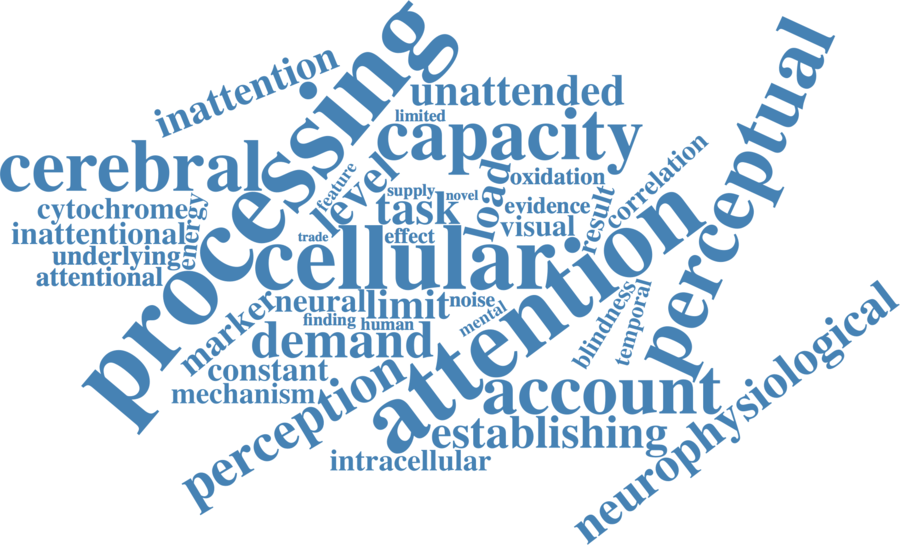 processing
perceptual
inattention
unattended
limited
capacity
cerebral
level
feature
load
oxidation
correlation
supply
novel
cytochrome
energy
task
evidence
result
inattentional
visual
trade
effect
underlying
cellular
attention
attentional
marker
neural
limit
noise
mental
blindness
temporal
finding
human
demand
constant
mechanism
perception
account
neurophysiological
establishing
intracellular